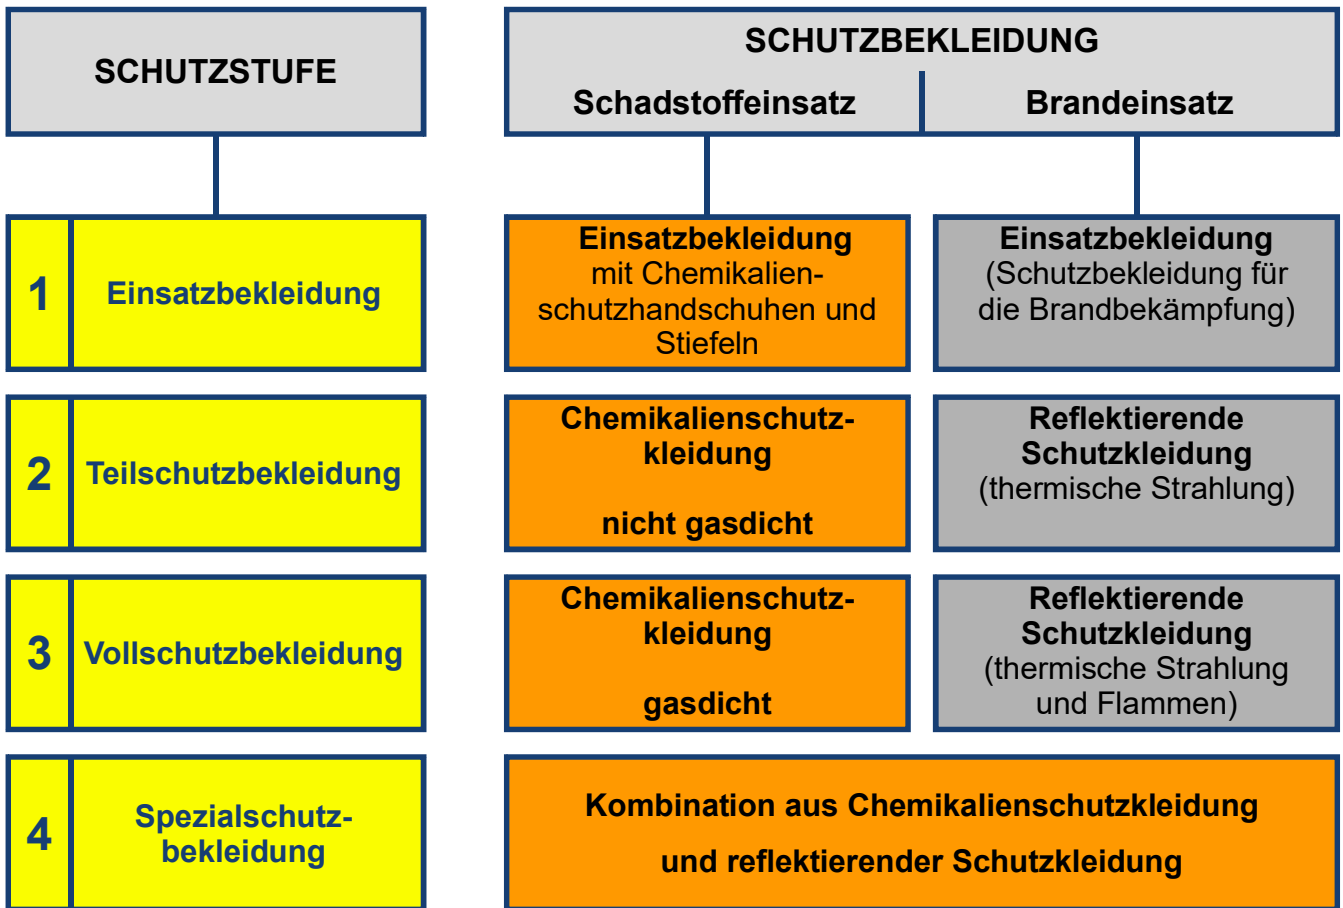 SCHUTZSTUFE
SCHUTZBEKLEIDUNG
Schadstoffeinsatz
Brandeinsatz
1
Einsatzbekleidung
Einsatzbekleidung
mit Chemikalien-
schutzhandschuhen und
Stiefeln
Einsatzbekleidung
(Schutzbekleidung für
die Brandbekämpfung)
2
Teilschutzbekleidung
Chemikalienschutz-
kleidung
nicht gasdicht
Reflektierende
Schutzkleidung
(thermische Strahlung)
3
Vollschutzbekleidung
Chemikalienschutz-
kleidung
gasdicht
Reflektierende
Schutzkleidung
(thermische Strahlung
und Flammen)
4
Spezialschutz-
bekleidung
Kombination aus Chemikalienschutzkleidung
und reflektierender Schutzkleidung